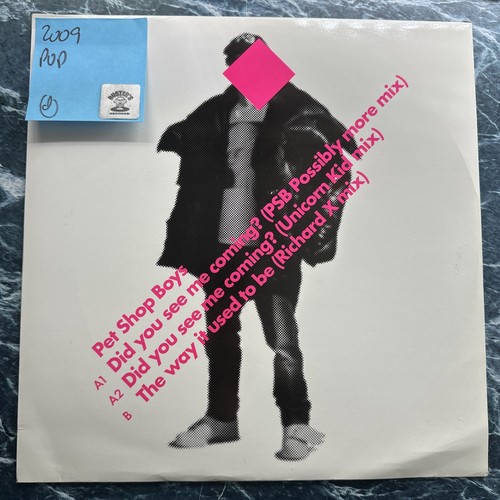 2009
POP
Pet Shop Boys
A1 Did you see me coming? (PSB Possibly more mix)
A2 Did you see me coming? (Unicorn Kid mix)
B The way it used to be (Richard X mix)